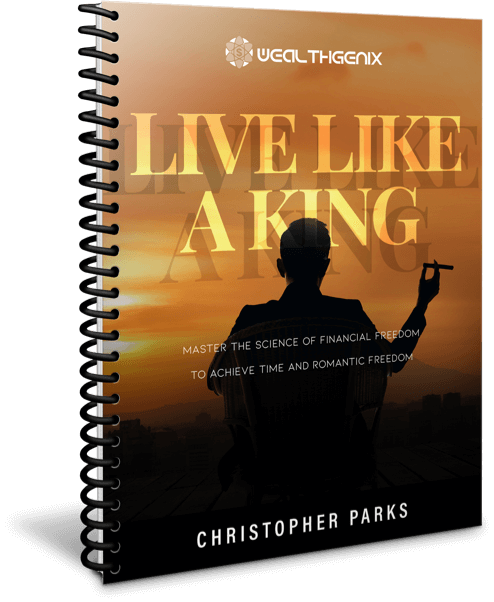 WEALTHGENIX
LIVE LIKE
A KING
MASTER THE SCIENCE OF FINANCIAL FREEDOM
TO ACHIEVE TIME AND ROMANTIC FREEDOM
CHRISTOPHER PARKS